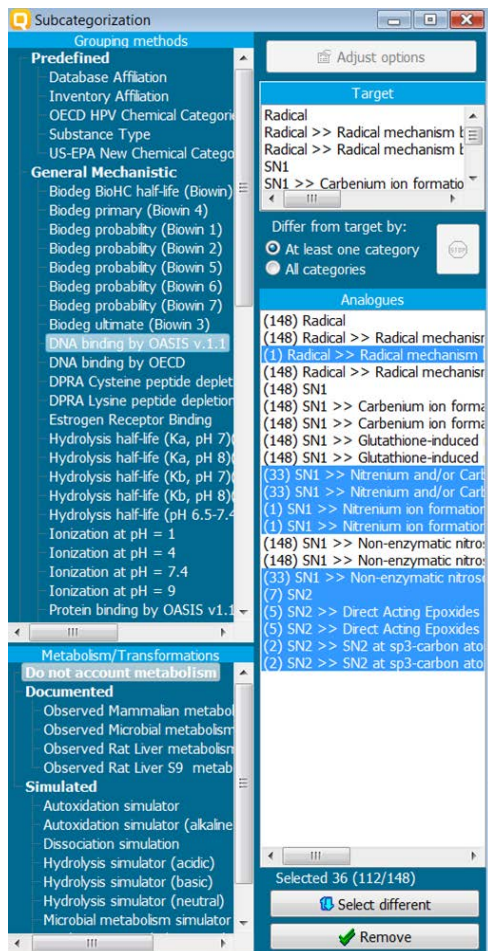 Subcategorization
Grouping methods
Predefined
Database Affiliation
Inventory Affiliation
OECD HPV Chemical Categori
Substance Type
US-EPA New Chemical Catego
General Mechanistic
Biodeg BioHC half-life (Biowin)
Biodeg primary (Biowin 4)
Biodeg probability (Biowin 1)
Biodeg probability (Biowin 2)
Biodeg probability (Biowin 5)
Biodeg probability (Biowin 6)
Biodeg probability (Biowin 7)
Biodeg ultimate (Biowin 3)
DNA binding by OASIS v.1.1
DNA binding by OECD
DPRA Cysteine peptide deplet
DPRA Lysine peptide depletion
Estrogen Receptor Binding
Hydrolysis half-life (Ka, pH 7)(
Hydrolysis half-life (Ka, pH 8)(
Hydrolysis half-life (Kb, pH 7)(
Hydrolysis half-life (Kb, pH 8)(
Hydrolysis half-life (pH 6.5-7.4
Ionization at pH = 1
Ionization at pH = 4
Ionization at pH = 7.4
Ionization at pH = 9
Protein binding by OASIS v1.1
Metabolism/Transformations
Do not account metabolism
Documented
Observed Mammalian metabol
Observed Microbial metabolism
Observed Rat Liver metabolism
Observed Rat Liver S9 metab
Simulated
Autoxidation simulator
Autoxidation simulator (alkaline
Dissociation simulation
Hydrolysis simulator (acidic)
Hydrolysis simulator (basic)
Hydrolysis simulator (neutral)
Microbial metabolism simulator
Adjust options
Target
Radical
Radical >> Radical mechanism b
Radical >> Radical mechanism b
SN1
SN1 >> Carbenium ion formatio
Differ from target by:
At least one category
All categories
STOP
Analogues
(148) Radical
(148) Radical >> Radical mechanisr
(1) Radical >> Radical mechanism
(148) Radical >> Radical mechanisr
(148) SN1
(148) SN1 >> Carbenium ion forma
(148) SN1 >> Carbenium ion forma
(148) SN1 >> Glutathione-induced
(148) SN1 >> Glutathione-induced
(33) SN1 >> Nitrenium and/or Carb
(33) SN1 >> Nitrenium and/or Carb
(1) SN1 >> Nitrenium ion formation
(1) SN1 >> Nitrenium ion formation
(148) SN1 >> Non-enzymatic nitros
(148) SN1 >> Non-enzymatic nitros
(33) SN1 >> Non-enzymatic nitroso
(7) SN2
(5) SN2 >> Direct Acting Epoxides
(5) SN2 >> Direct Acting Epoxides
(2) SN2 >> SN2 at sp3-carbon ato
(2) SN2 >> SN2 at sp3-carbon ato
Selected 36 (112/148)
Select different
Remove